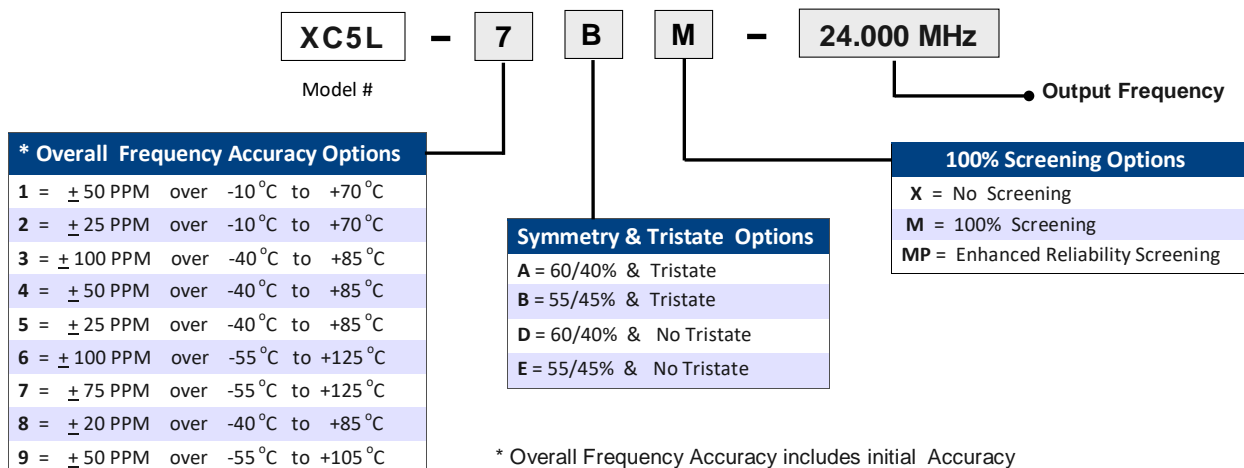 XC5L – 7 B M – 24.000 MHz
Model #
Output Frequency
* Overall Frequency Accuracy Options
1 = ± 50 PPM over -10 °C to +70 °C
2 = ± 25 PPM over -10 °C to +70 °C
3 = ± 100 PPM over -40 °C to +85 °C
4 = ± 50 PPM over -40 °C to +85 °C
5 = ± 25 PPM over -40 °C to +85 °C
6 = ± 100 PPM over -55 °C to +125 °C
7 = ± 75 PPM over -55 °C to +125 °C
8 = ± 20 PPM over -40 °C to +85 °C
9 = ± 50 PPM over -55 °C to +105 °C
Symmetry & Tristate Options
A = 60/40% & Tristate
B = 55/45% & Tristate
D = 60/40% & No Tristate
E = 55/45% & No Tristate
100% Screening Options
X = No Screening
M = 100% Screening
MP = Enhanced Reliability Screening
* Overall Frequency Accuracy includes initial Accuracy